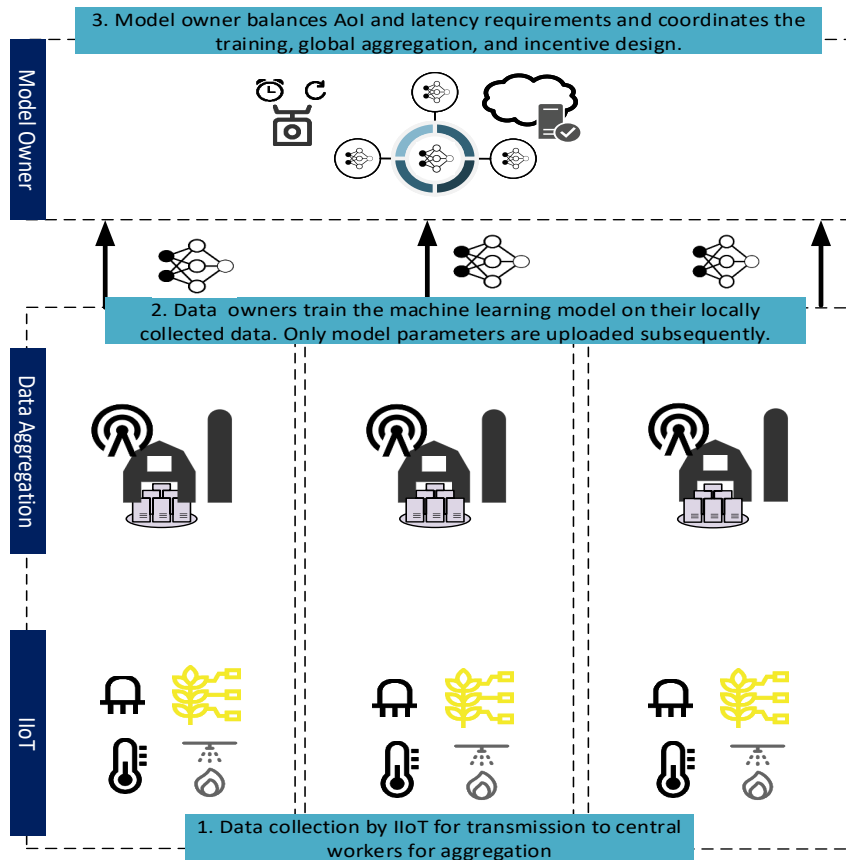 3. Model owner balances AoI and latency requirements and coordinates the
training, global aggregation, and incentive design.
Model Owner
2. Data owners train the machine learning model on their locally
collected data. Only model parameters are uploaded subsequently.
Data Aggregation
IIoT
1. Data collection by IIoT for transmission to central
workers for aggregation